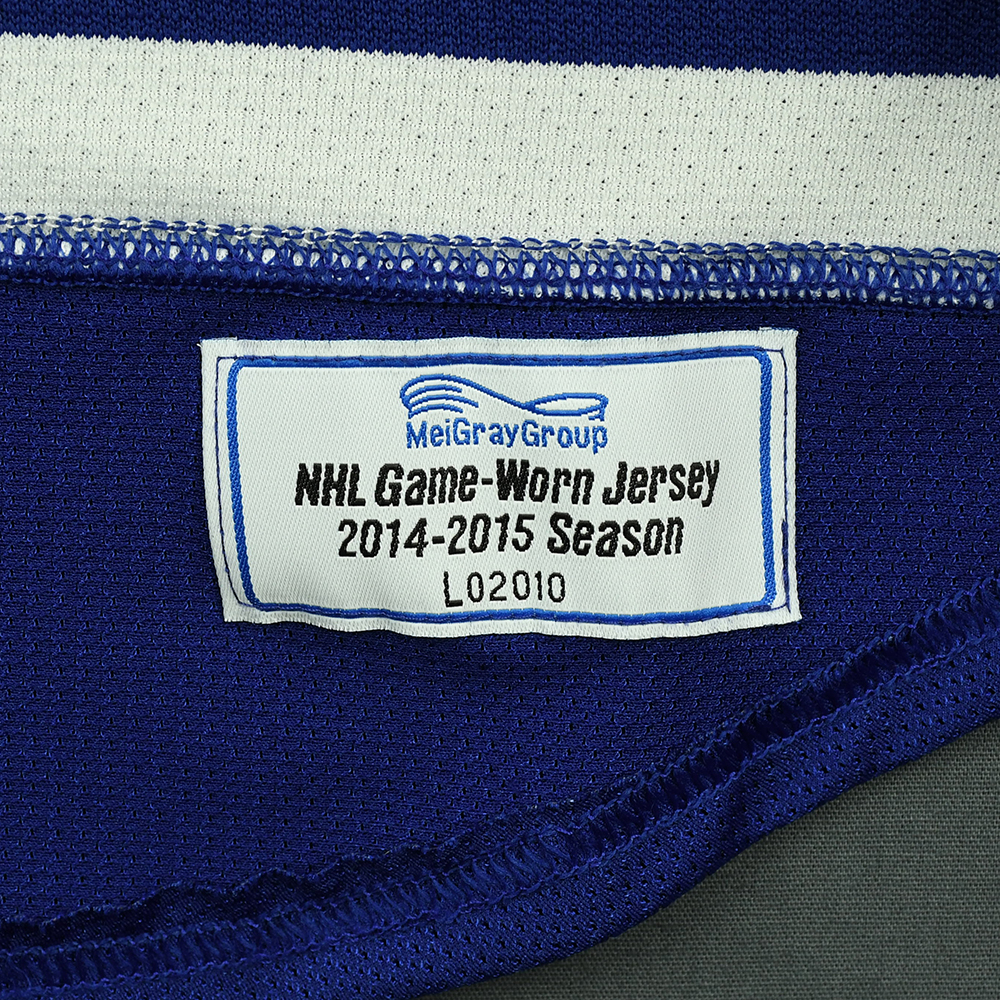 MeiGrayGroup
NHL Game-Worn Jersey
2014-2015 Season
L02010